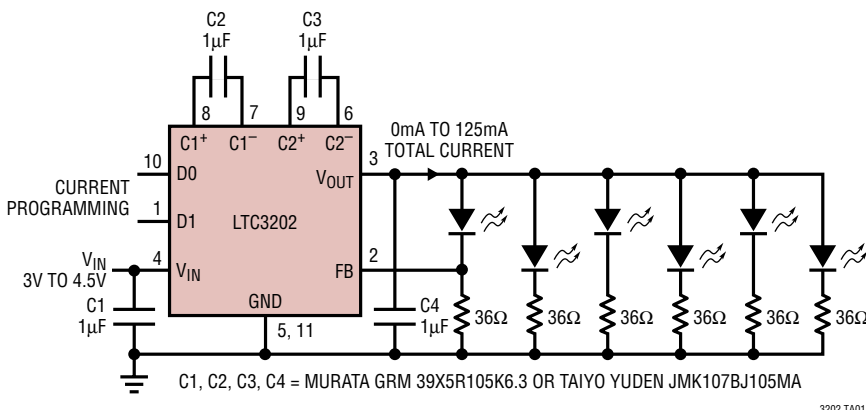 C2
1µF
C3
1µF
8
7
9
6
C1+
C1−
C2+
C2−
0mA TO 125mA
TOTAL CURRENT
10
D0
3
VOUT
CURRENT
PROGRAMMING
1
D1
LTC3202
VIN
3V TO 4.5V
4
VIN
2
FB
GND
5, 11
C1
1µF
C4
1µF
36Ω
36Ω
36Ω
36Ω
36Ω
36Ω
C1, C2, C3, C4 = MURATA GRM 39X5R105K6.3 OR TAIYO YUDEN JMK107BJ105MA
3202 TA01